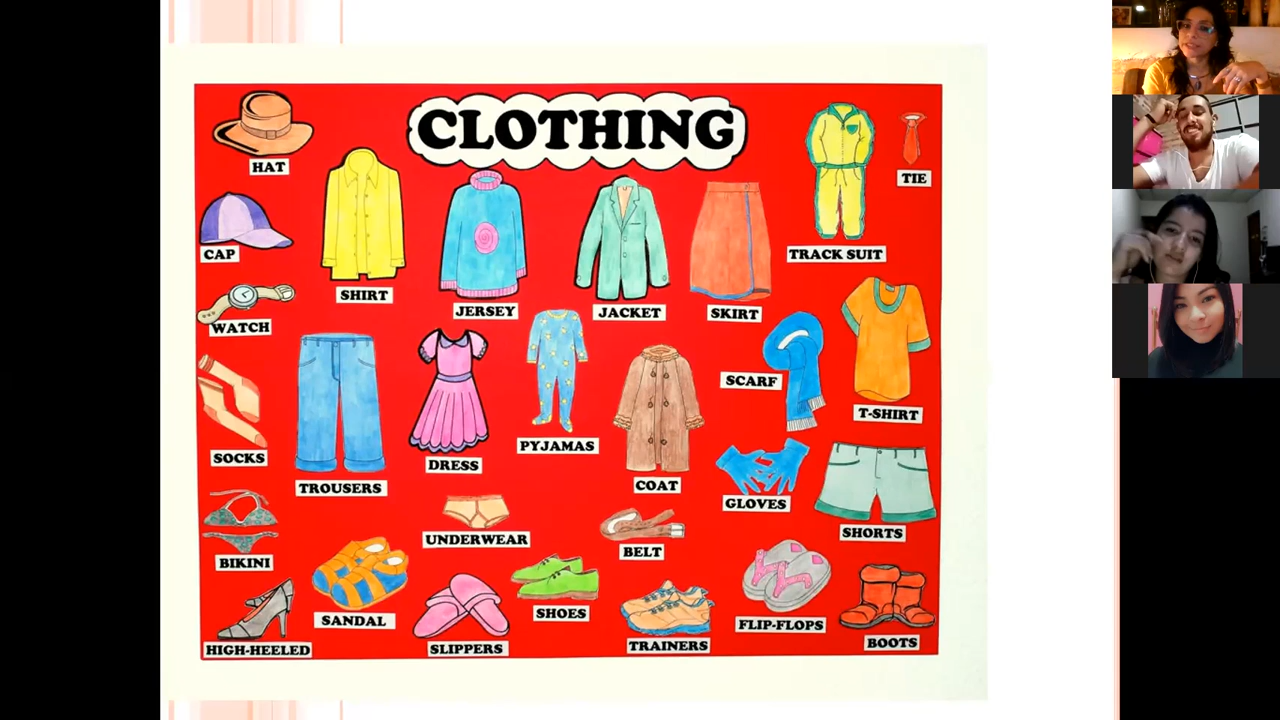 CLOTHING
HAT
TIE
CAP
TRACK SUIT
SHIRT
JERSEY
JACKET
SKIRT
WATCH
SCARF
T-SHIRT
SOCKS
TROUSERS
DRESS
PYJAMAS
COAT
GLOVES
SHORTS
BIKINI
UNDERWEAR
BELT
SANDAL
SHOES
FLIP-FLOPS
HIGH-HEELED
SLIPPERS
TRAINERS
BOOTS